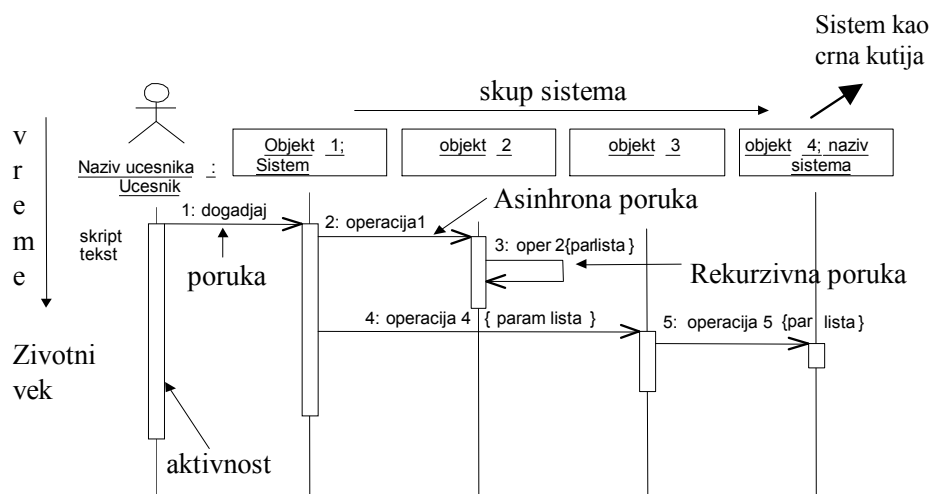 Sistem kao
crna kutija
skup sistema
vreme
Naziv ucesnika :
Ucesnik
Objekt 1;
Sistem
objekt 2
objekt 3
objekt 4; naziv
sistema
Asinhrona poruka
1: dogadjaj
2: operacija1
skript
tekst
poruka
3: oper 2{parlista }
Rekurzivna poruka
4: operacija 4 { param lista }
5: operacija 5 {par lista }
Zivotni
vek
aktivnost